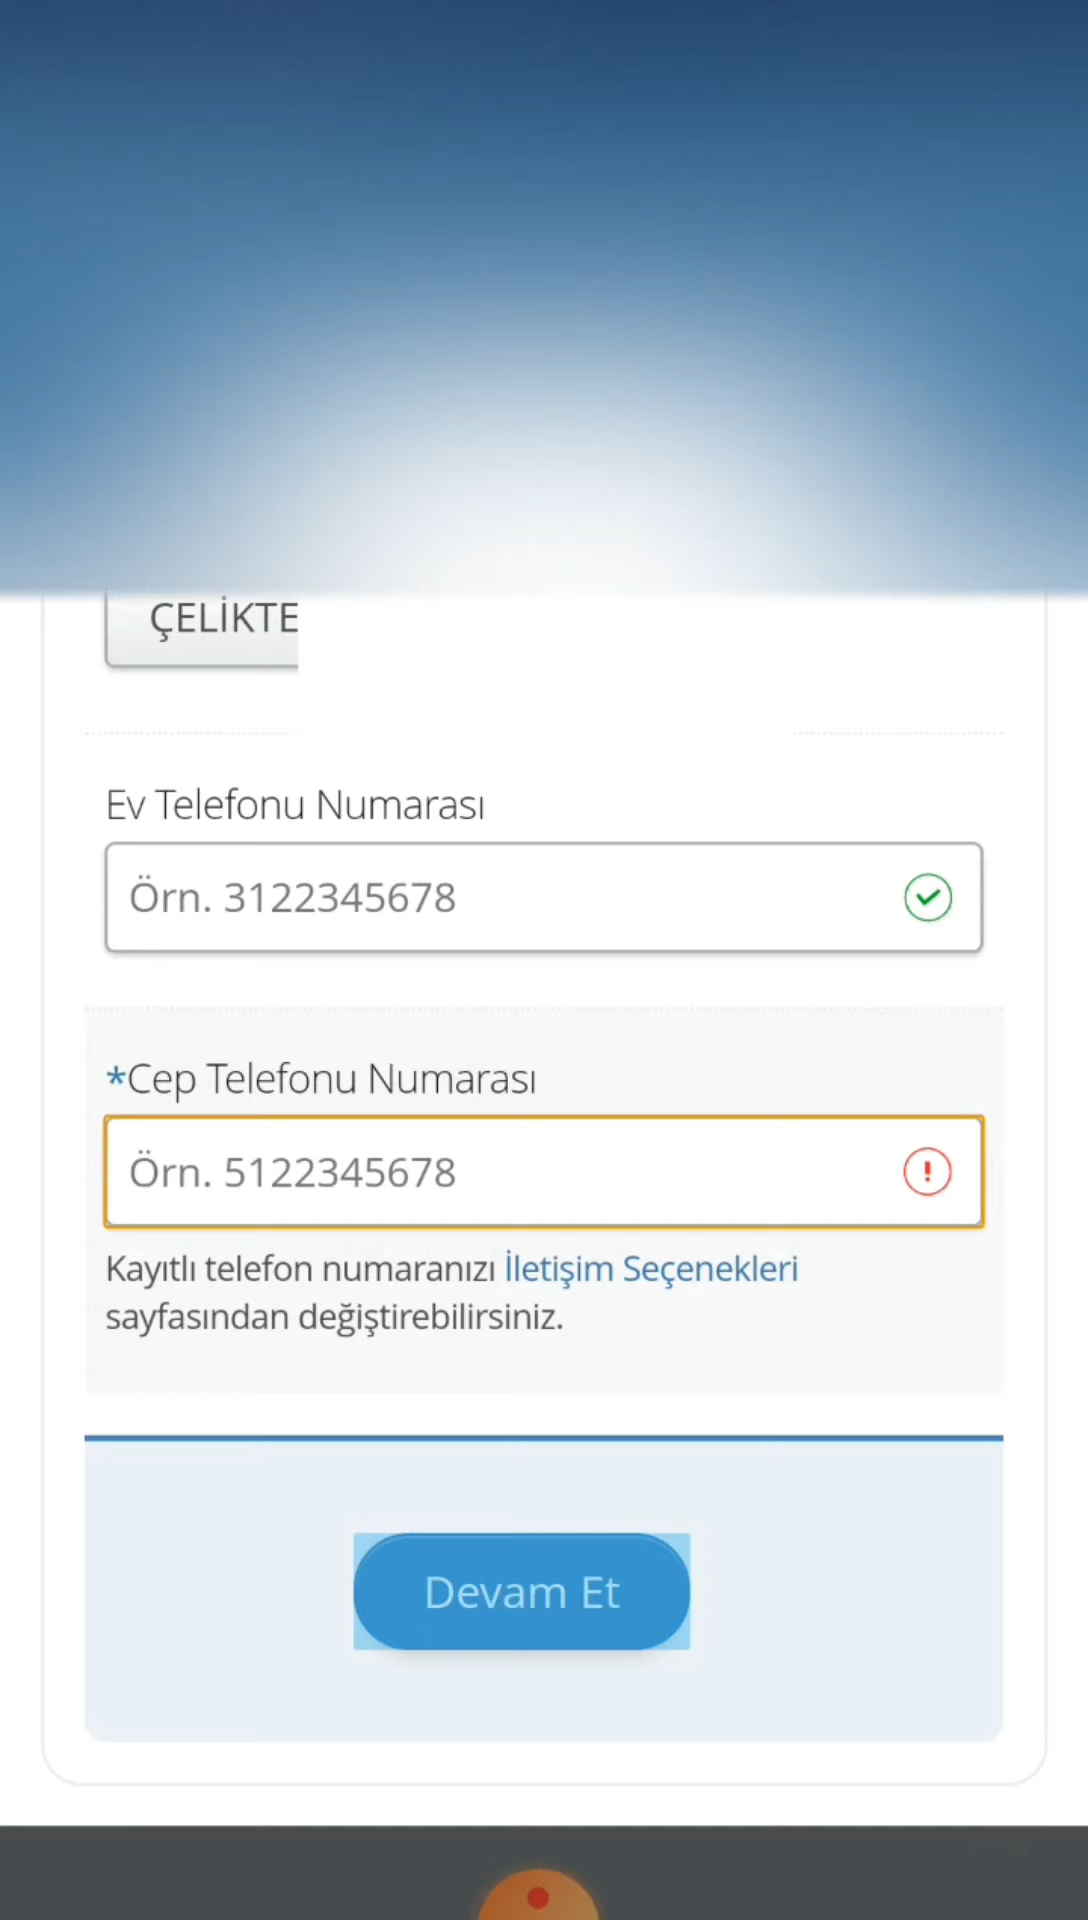 ÇELİKTE
Ev Telefonu Numarası
Örn. 3122345678
*Cep Telefonu Numarası
Örn. 5122345678
Kayıtlı telefon numaranızı İletişim Seçenekleri
sayfasından değiştirebilirsiniz.
Devam Et